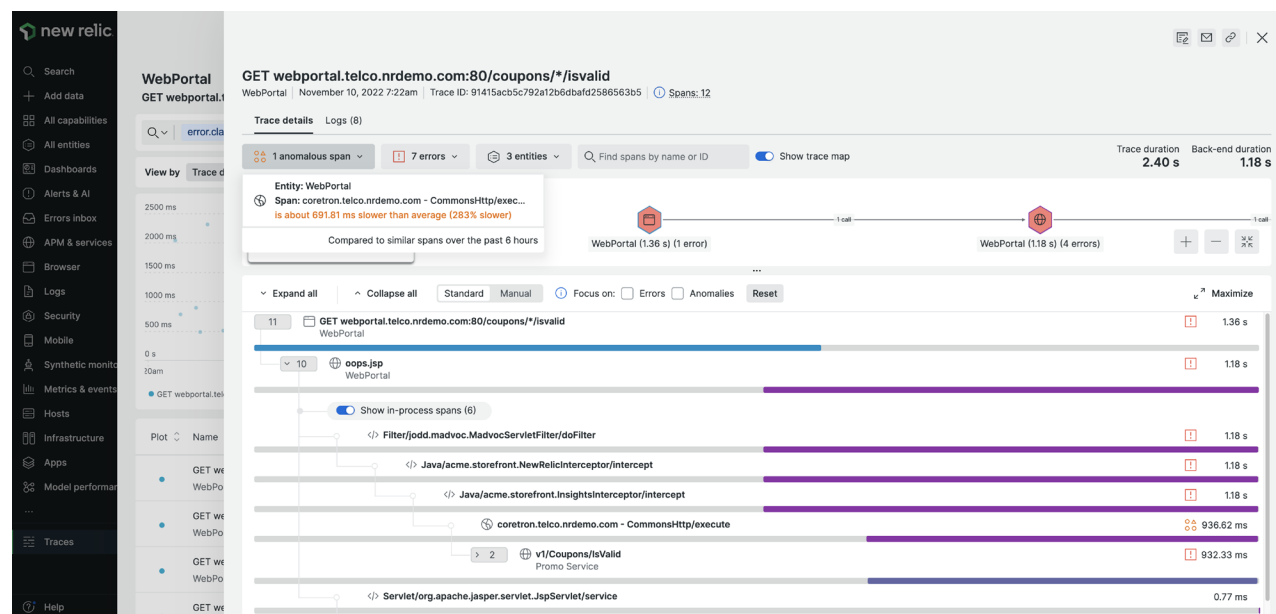 new relic.
Search
Add data
All capabilities
All entities
Dashboards
Alerts & AI
Errors inbox
APM & services
Browser
Logs
Security
Mobile
Synthetic monito
Metrics & events
Hosts
Infrastructure
Apps
Model performan
...
Traces
Help
WebPortal
GET webportal.t
error.cla
View by Trace d
2500 ms
2000 ms
1500 ms
1000 ms
500 ms
0 s
GET webportal.tel
Plot Name
GET we
WebPo
GET we
WebPo
GET we
WebPo
GET we
GET webportal.telco.nrdemo.com:80/coupons/*/isvalid
WebPortal November 10, 2022 7:22am Trace ID: 91415acb5c792a12b6dbafd2586563b5 Spans: 12
Trace details Logs (8)
1 anomalous span 7 errors 3 entities Find spans by name or ID Show trace map
Trace duration Back-end duration
2.40 s 1.18 s
Entity: WebPortal
Span: coretron.telco.nrdemo.com - CommonsHttp/exec...
is about 691.81 ms slower than average (283% slower)
Compared to similar spans over the past 6 hours
1 call 1 call
WebPortal (1.36 s) (1 error) WebPortal (1.18 s) (4 errors)
...
Expand all Collapse all Standard Manual Focus on: Errors Anomalies Reset Maximize
11 GET webportal.telco.nrdemo.com:80/coupons/*/isvalid 1.36 s
WebPortal
10 oops.jsp 1.18 s
WebPortal
Show in-process spans (6)
</> Filter/jodd.madvoc.MadvocServletFilter/doFilter 1.18 s
</> Java/acme.storefront.NewRelicInterceptor/intercept 1.18 s
</> Java/acme.storefront.InsightsInterceptor/intercept 1.18 s
coretron.telco.nrdemo.com - CommonsHttp/execute 936.62 ms
2 v1/Coupons/IsValid 932.33 ms
Promo Service
</> Servlet/org.apache.jasper.servlet.JspServlet/service 0.77 ms